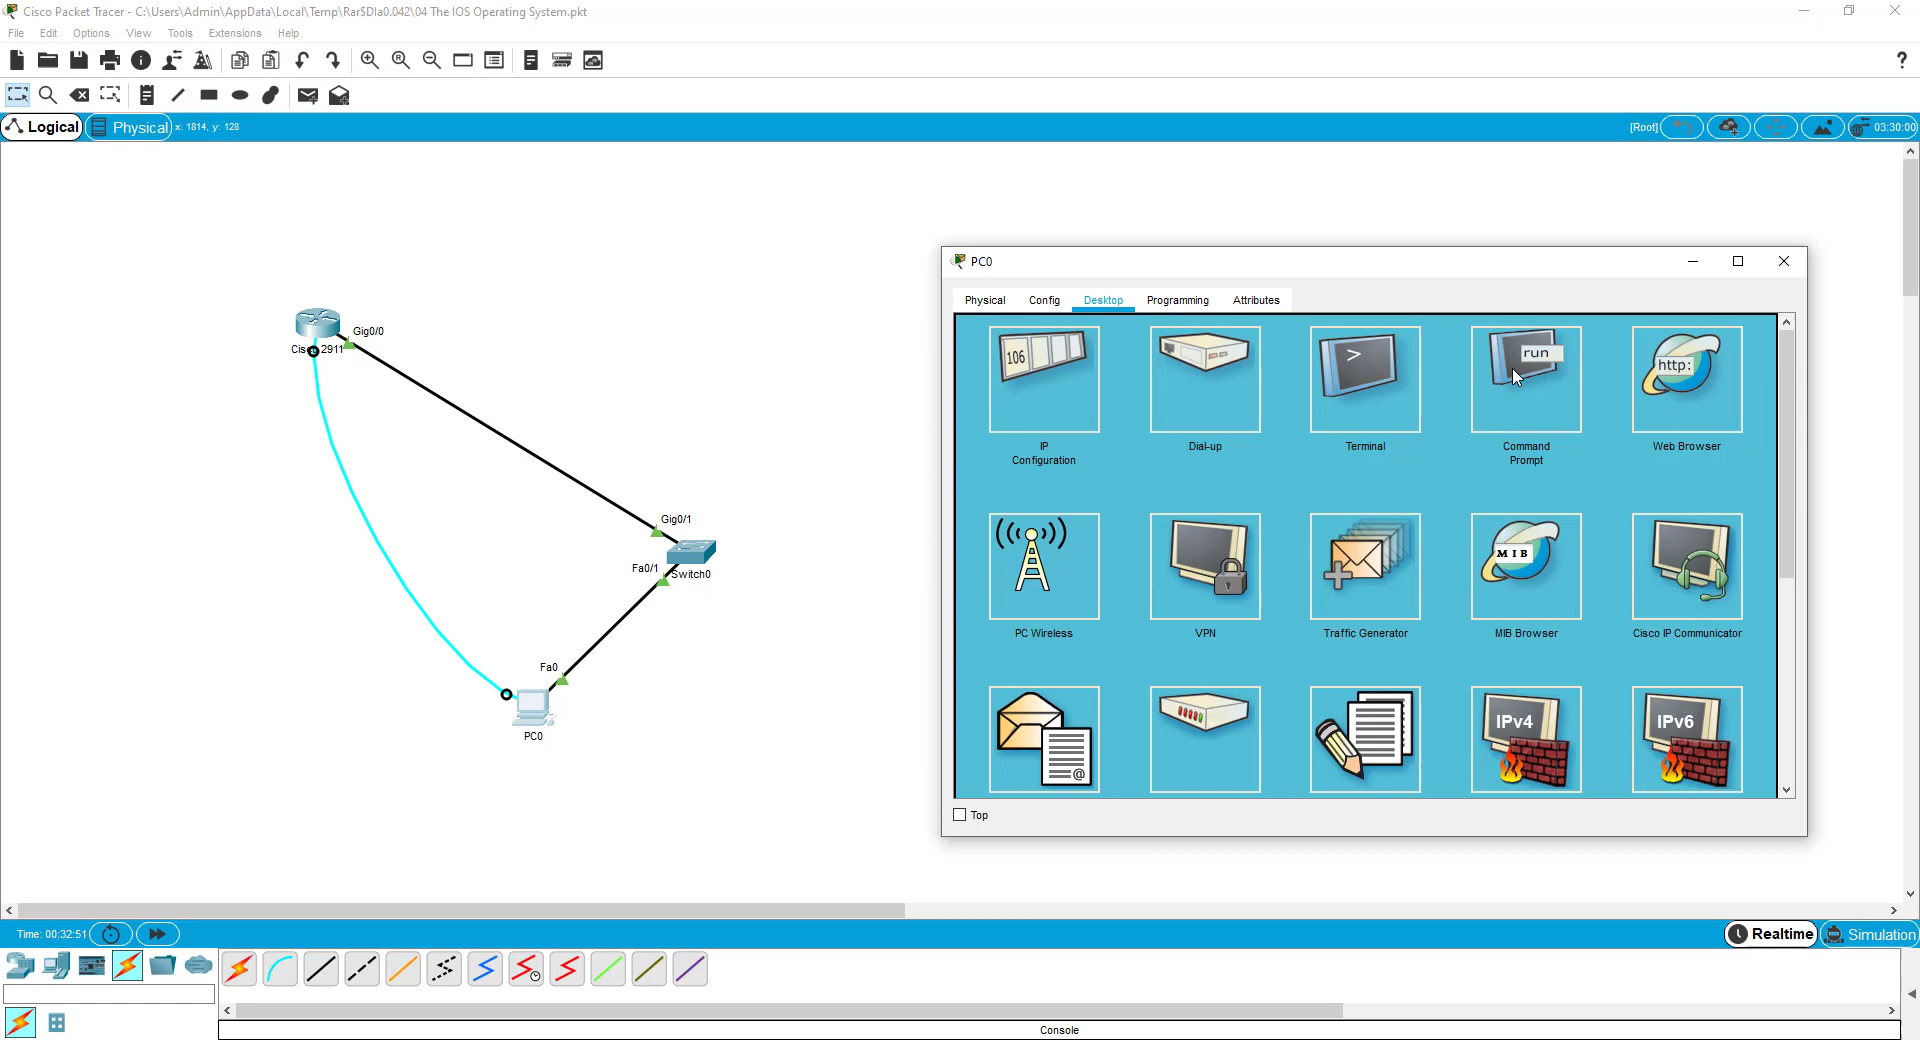 Cisco Packet Tracer - C:\Users\Admin\AppData\Local\Temp\Rar$DIa0.042\04 The IOS Operating System.pkt
File Edit Options View Tools Extensions Help
?
Logical Physical x: 1814, y: 128 [Root] 03:30:00
PC0
Physical Config Desktop Programming Attributes
106
>
run
http:
IP
Configuration
Dial-up
Terminal
Command
Prompt
Web Browser
MIB
PC Wireless
VPN
Traffic Generator
MIB Browser
Cisco IP Communicator
@
IPv4
IPv6
Top
Gig0/0
Cisco 2911
Gig0/1
Fa0/1
Switch0
Fa0
PC0
Time: 00:32:51
Realtime Simulation
Console